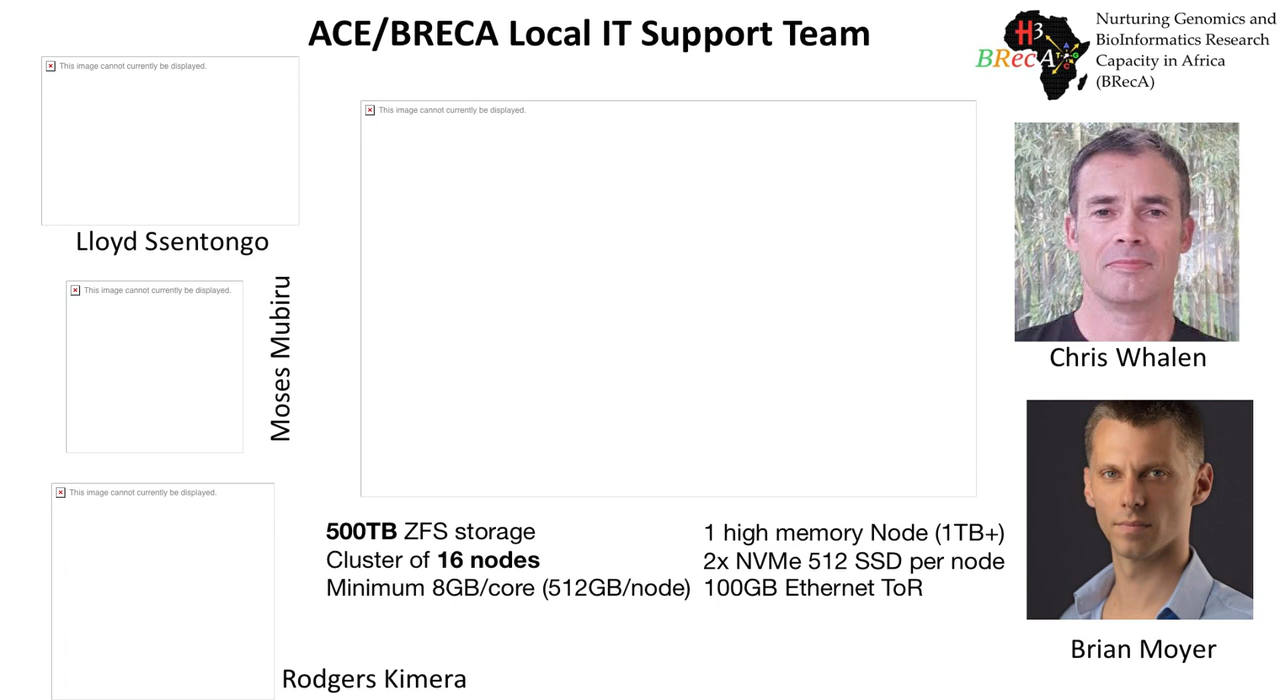 ACE/BRECA Local IT Support Team
H3
BRecA
Nurturing Genomics and
BioInformatics Research
Capacity in Africa
(BRecA)
This image cannot currently be displayed.
Lloyd Ssentongo
This image cannot currently be displayed.
Moses Mubiru
This image cannot currently be displayed.
Rodgers Kimera
This image cannot currently be displayed.
500TB ZFS storage
Cluster of 16 nodes
Minimum 8GB/core (512GB/node)
1 high memory Node (1TB+)
2x NVMe 512 SSD per node
100GB Ethernet ToR
Chris Whalen
Brian Moyer